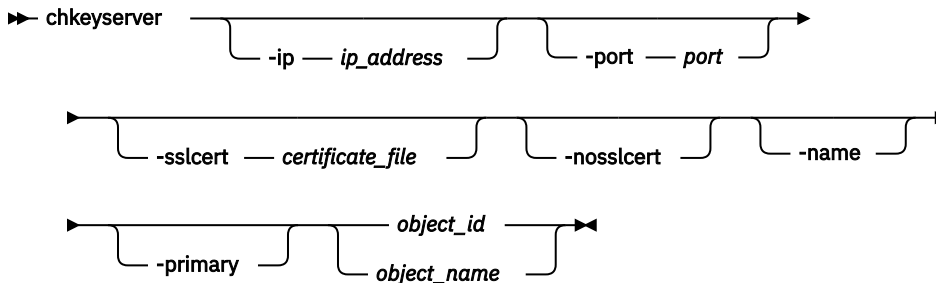 chkeyserver
-ip ip_address -port port
-sslcert certificate_file -nosslcert -name
object_id
-primary
object_name